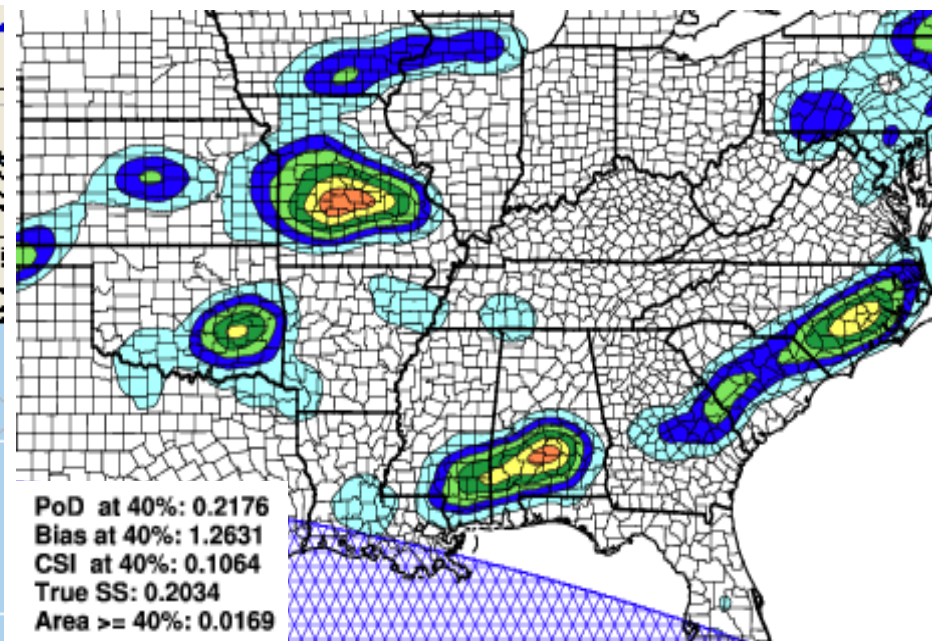 PoD at 40%: 0.2176
Bias at 40%: 1.2631
CSI at 40%: 0.1064
True SS: 0.2034
Area >= 40%: 0.0169